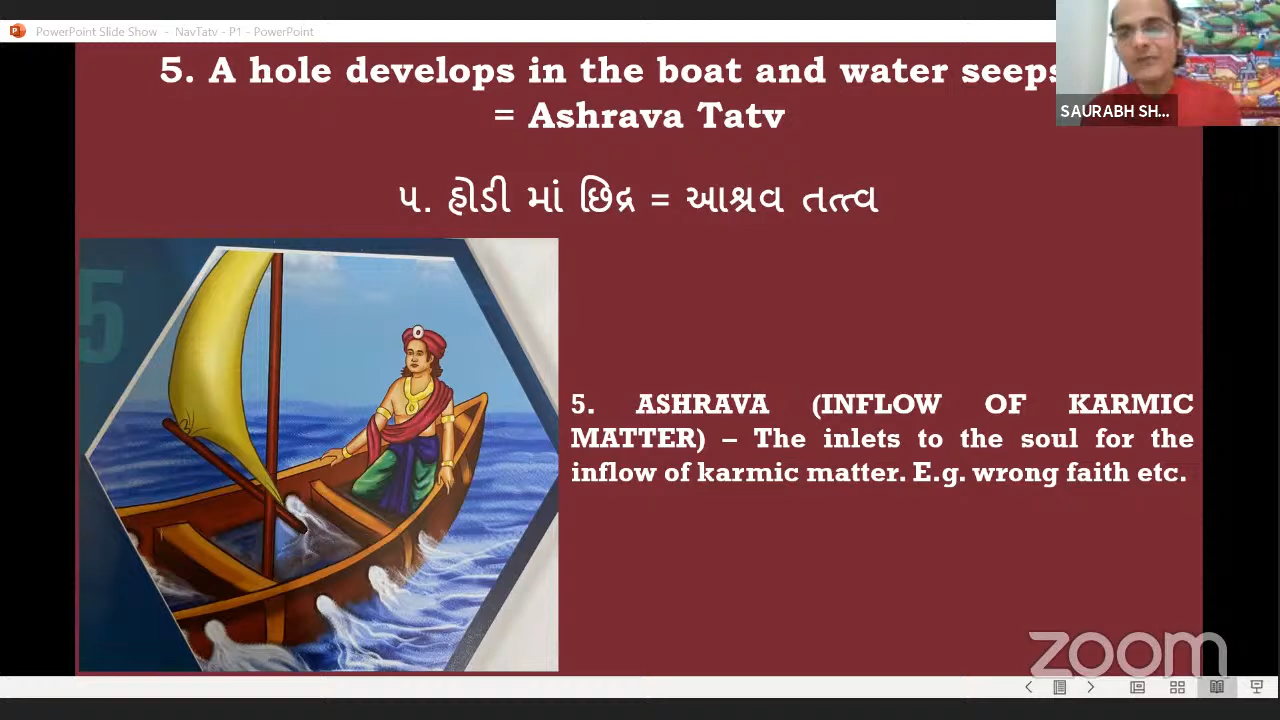 PowerPoint Slide Show - NavTatv - P1 - PowerPoint
5. A hole develops in the boat and water seeps
= Ashrava Tatv
SAURABH SH...
૫. હોડી માં છિદ્ર = આશ્રવ તત્ત્વ
5
5. ASHRAVA (INFLOW OF KARMIC
MATTER) – The inlets to the soul for the
inflow of karmic matter. E.g. wrong faith etc.
zoom